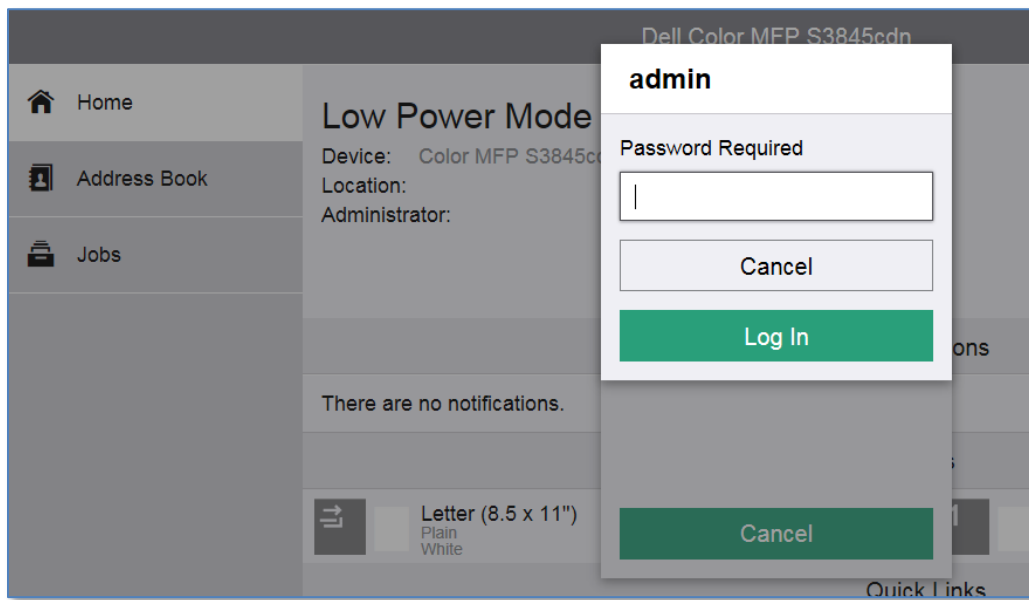 Dell Color MFP S3845cdn
Home
Address Book
Jobs
Low Power Mode
Device: Color MFP S3845c
Location:
Administrator:
admin
Password Required
Cancel
Log In
ons
There are no notifications.
Letter (8.5 x 11")
Plain
White
Cancel
Quick Links